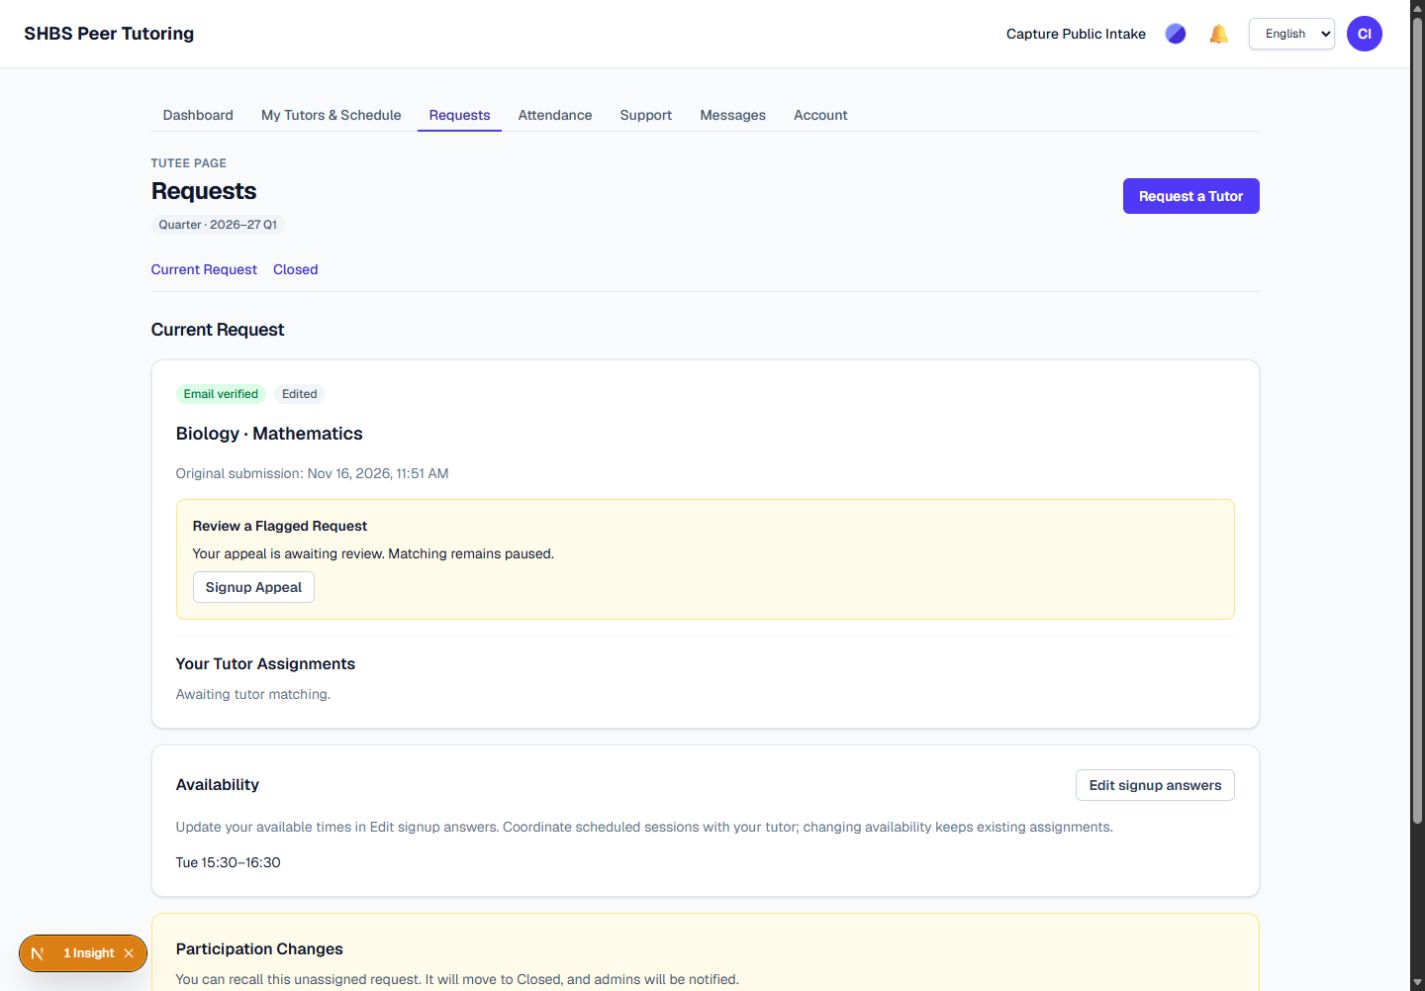 SHBS Peer Tutoring
Capture Public Intake
English
CI
Dashboard
My Tutors & Schedule
Requests
Attendance
Support
Messages
Account
TUTEE PAGE
Requests
Request a Tutor
Quarter · 2026–27 Q1
Current Request
Closed
Current Request
Email verified
Edited
Biology · Mathematics
Original submission: Nov 16, 2026, 11:51 AM
Review a Flagged Request
Your appeal is awaiting review. Matching remains paused.
Signup Appeal
Your Tutor Assignments
Awaiting tutor matching.
Availability
Edit signup answers
Update your available times in Edit signup answers. Coordinate scheduled sessions with your tutor; changing availability keeps existing assignments.
Tue 15:30–16:30
N
1 Insight
Participation Changes
You can recall this unassigned request. It will move to Closed, and admins will be notified.